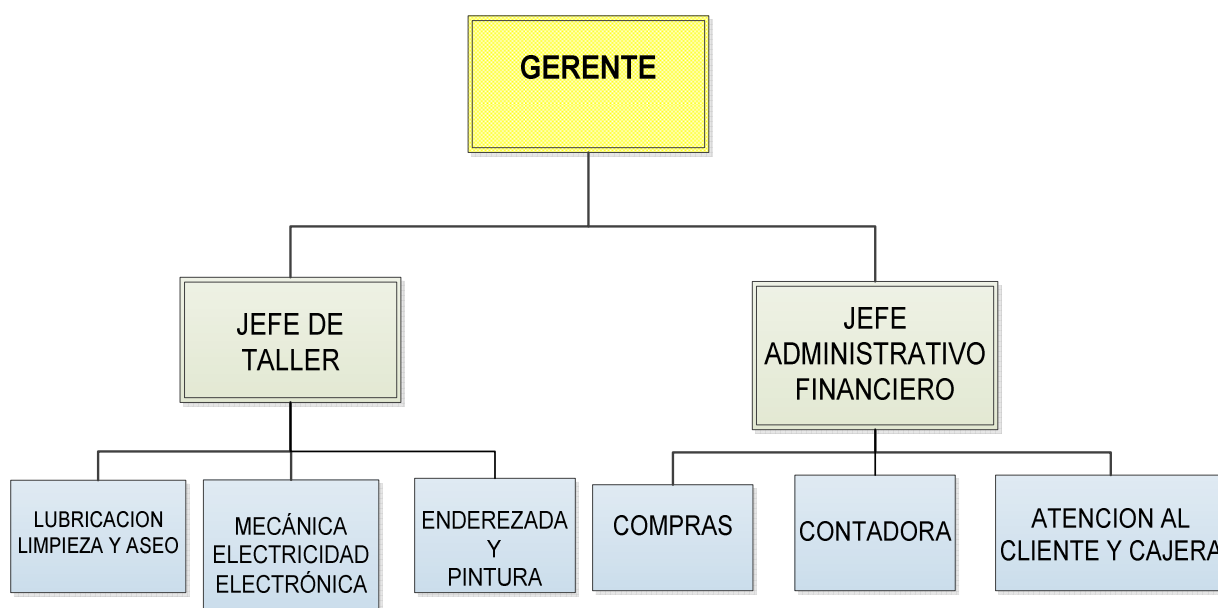 GERENTE
JEFE DE
TALLER
JEFE
ADMINISTRATIVO
FINANCIERO
LUBRICACION
LIMPIEZA Y ASEO
MECÁNICA
ELECTRICIDAD
ELECTRÓNICA
ENDEREZADA
Y
PINTURA
COMPRAS
CONTADORA
ATENCION AL
CLIENTE Y CAJERA